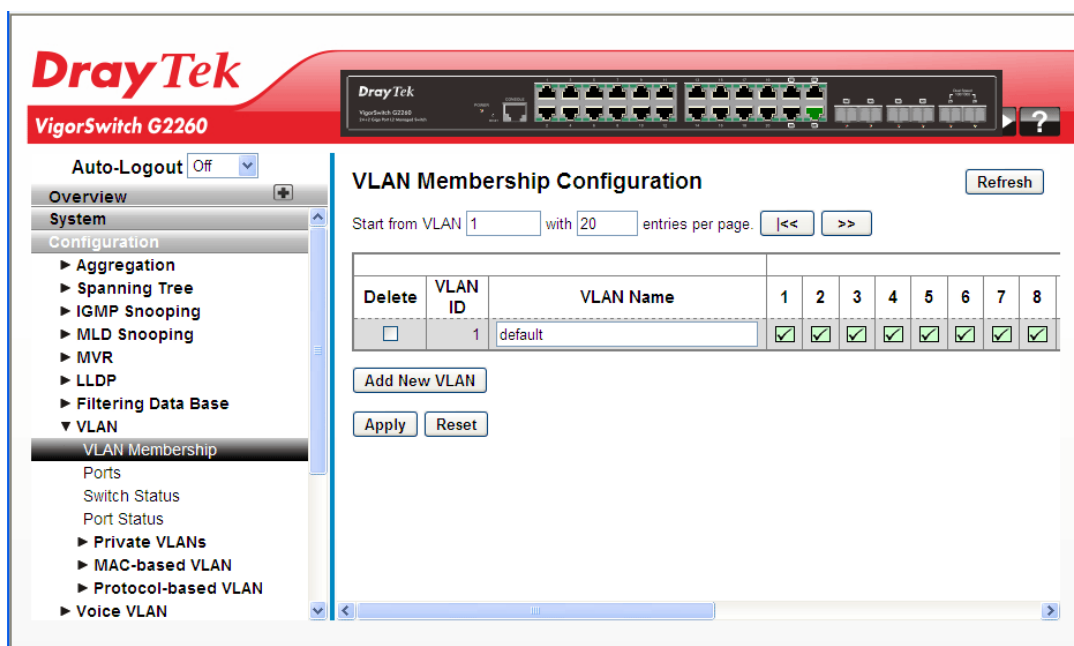 DrayTek
VigorSwitch G2260
DrayTek
VigorSwitch G2260
?
Auto-Logout Off
Overview
System
Configuration
Aggregation
Spanning Tree
IGMP Snooping
MLD Snooping
MVR
LLDP
Filtering Data Base
VLAN
VLAN Membership
Ports
Switch Status
Port Status
Private VLANs
MAC-based VLAN
Protocol-based VLAN
Voice VLAN
VLAN Membership Configuration
Refresh
Start from VLAN 1 with 20 entries per page. |<< >>
Delete VLAN ID VLAN Name 1 2 3 4 5 6 7 8
1 default
Add New VLAN
Apply Reset